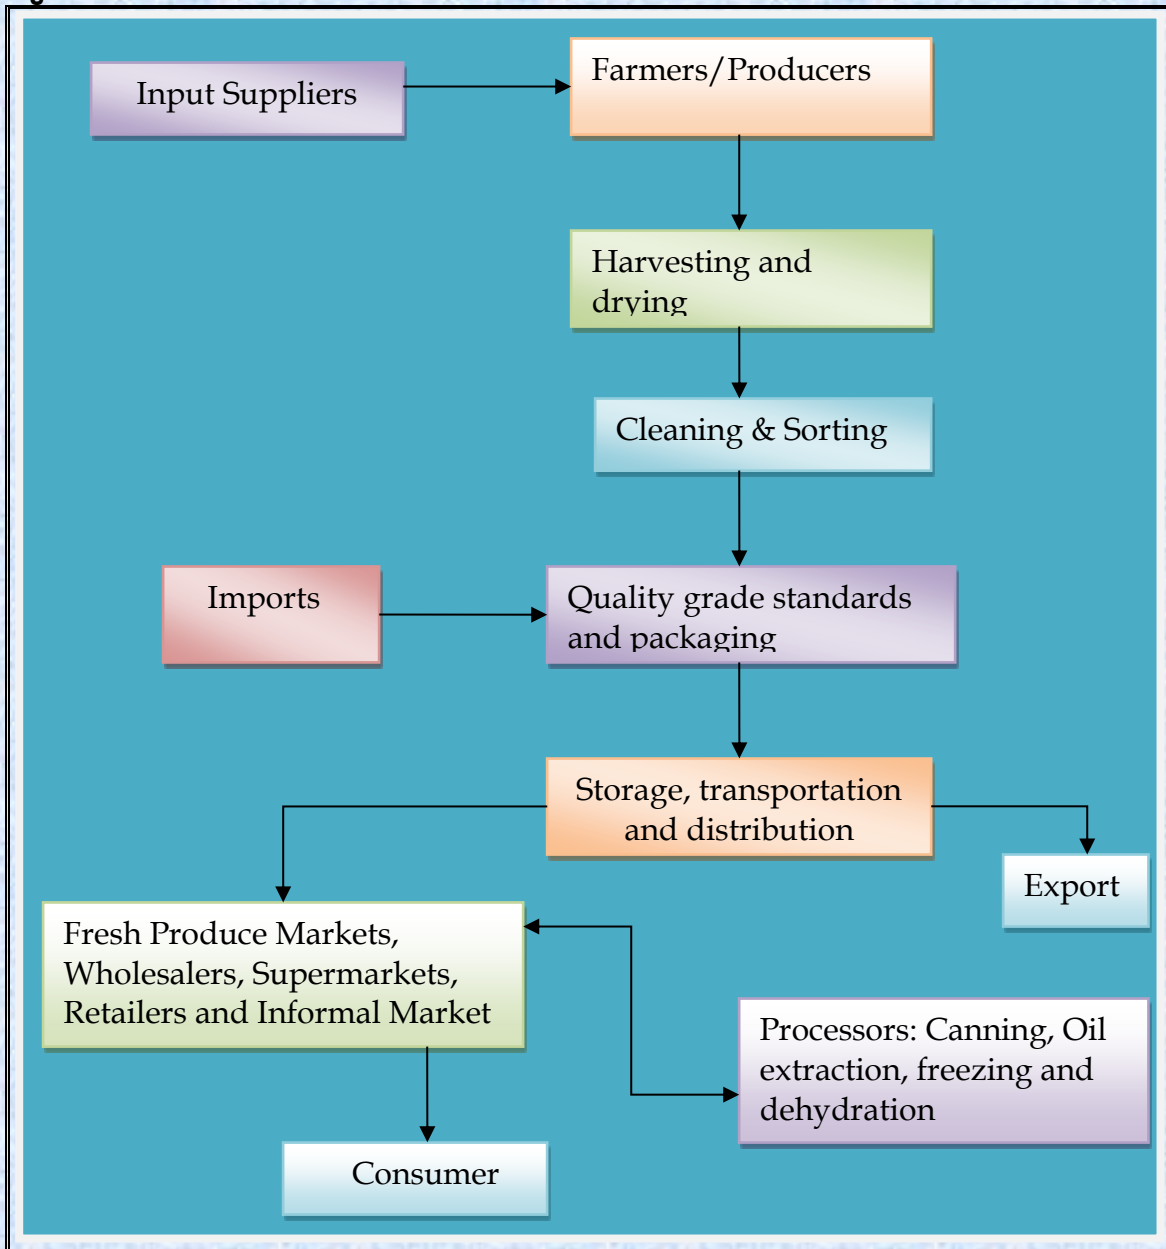 Input Suppliers
Farmers/Producers
Harvesting and
drying
Cleaning & Sorting
Imports
Quality grade standards
and packaging
Storage, transportation
and distribution
Export
Fresh Produce Markets,
Wholesalers, Supermarkets,
Retailers and Informal Market
Processors: Canning, Oil
extraction, freezing and
dehydration
Consumer